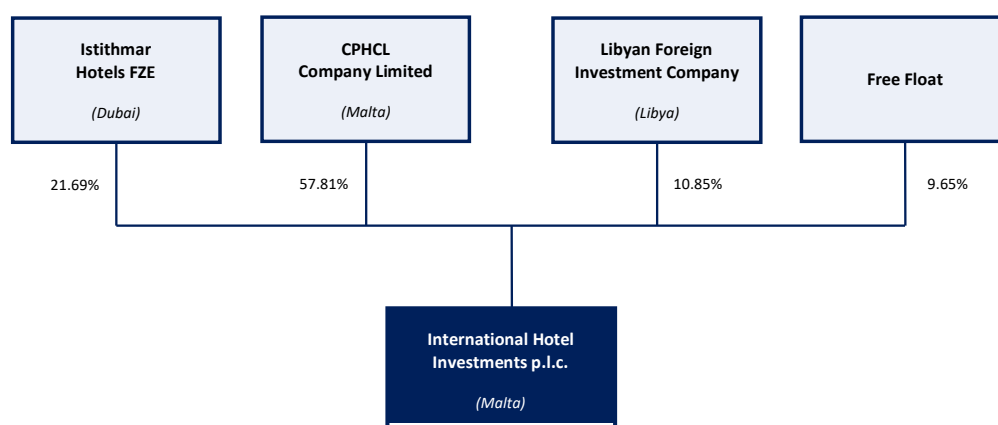 Istithmar
Hotels FZE
(Dubai)
CPHCL
Company Limited
(Malta)
Libyan Foreign
Investment Company
(Libya)
Free Float
21.69%
57.81%
10.85%
9.65%
International Hotel
Investments p.l.c.
(Malta)